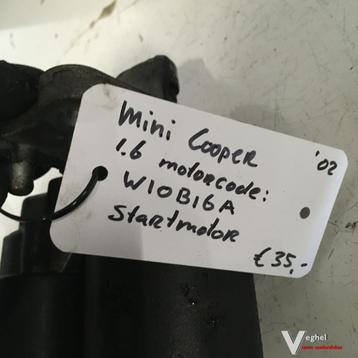 Mini Cooper '02
1.6 motorcode:
W10B16A
Startmotor
€35,-
Veghel